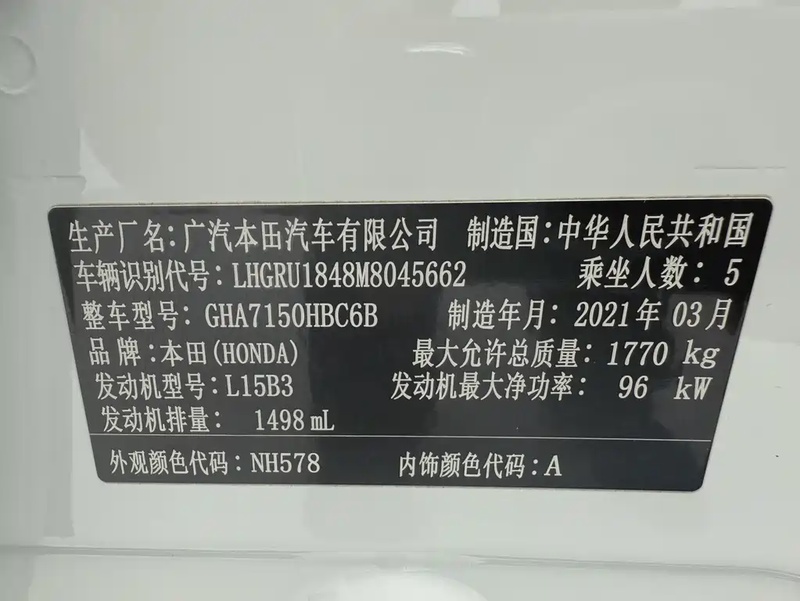 生产厂名：广汽本田汽车有限公司 制造国：中华人民共和国
车辆识别代号：LHGRU1848M8045662 乘坐人数：5
整车型号：GHA7150HBC6B 制造年月：2021年03月
品牌：本田(HONDA) 最大允许总质量：1770 kg
发动机型号：L15B3 发动机最大净功率：96 kW
发动机排量：1498 mL
外观颜色代码：NH578 内饰颜色代码：A